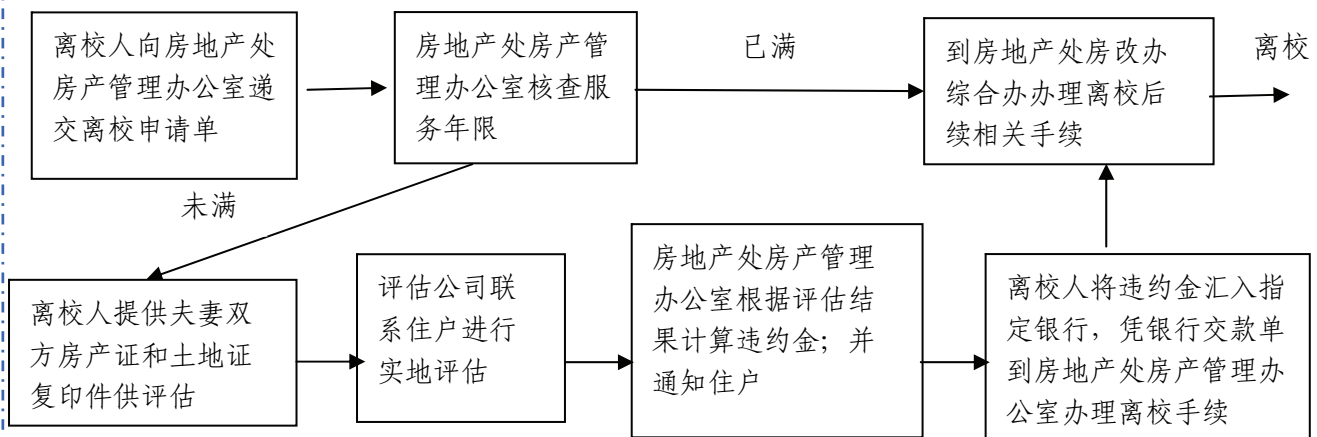 离校人向房地产处
房产管理办公室递
交离校申请单
房地产处房产管
理办公室核查服
务年限
已满
到房地产处房改办
综合办办理离校后
续相关手续
离校
未满
离校人提供夫妻双
方房产证和土地证
复印件供评估
评估公司联
系住户进行
实地评估
房地产处房产管理
办公室根据评估结
果计算违约金；并
通知住户
离校人将违约金汇入指
定银行，凭银行交款单
到房地产处房产管理办
公室办理离校手续